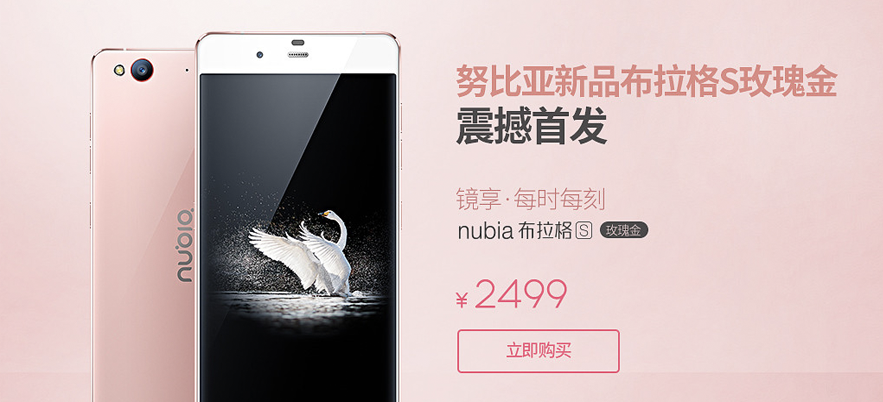 努比亚新品布拉格S玫瑰金
震撼首发
镜享·每时每刻
nubia 布拉格 S 玫瑰金
¥ 2499
立即购买
nubia